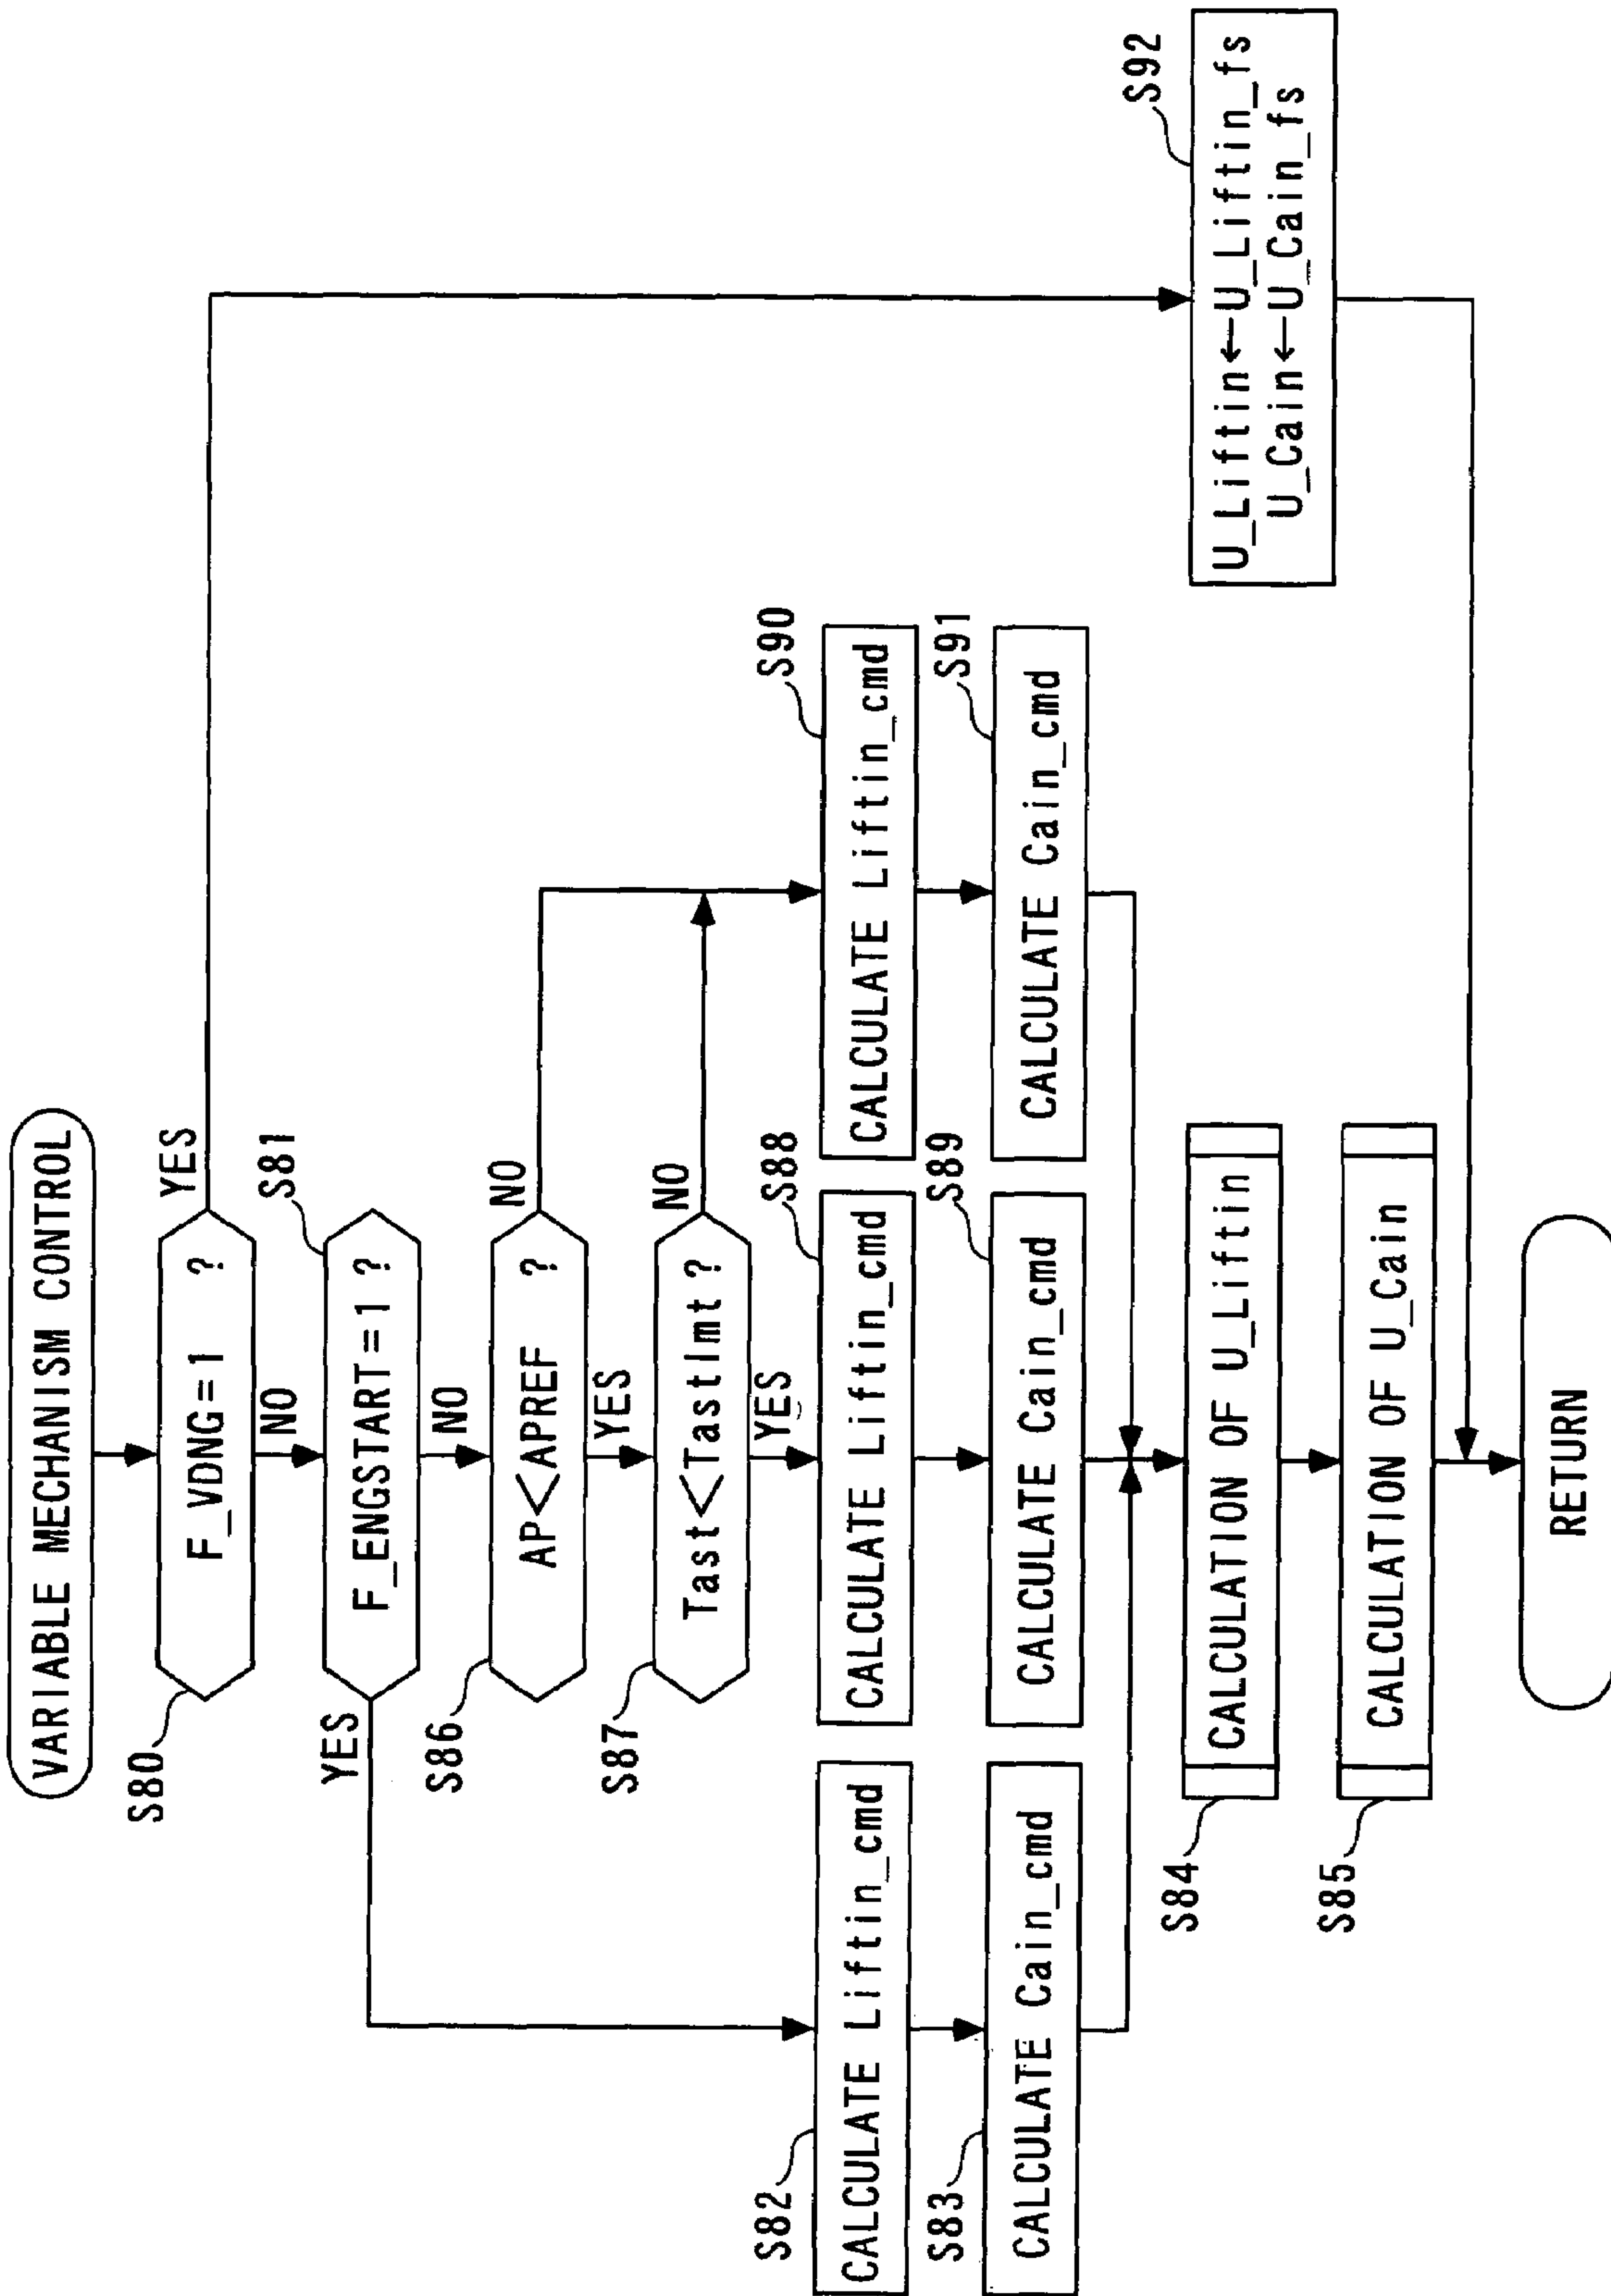 VARIABLE MECHANISM CONTROL
S80
F_VDNG=1 ?
YES
NO
S81
F_ENGSTART=1 ?
YES
NO
S86
AP<APREF ?
NO
YES
S87
Tast<Tastlmt ?
NO
YES
S82
CALCULATE Liftin_cmd
S88
CALCULATE Liftin_cmd
S90
CALCULATE Liftin_cmd
S83
CALCULATE Cain_cmd
S89
CALCULATE Cain_cmd
S91
CALCULATE Cain_cmd
S84
CALCULATION OF U_Liftin
S92
U_Liftin←U_Liftin_fs
U_Cain←U_Cain_fs
S85
CALCULATION OF U_Cain
RETURN